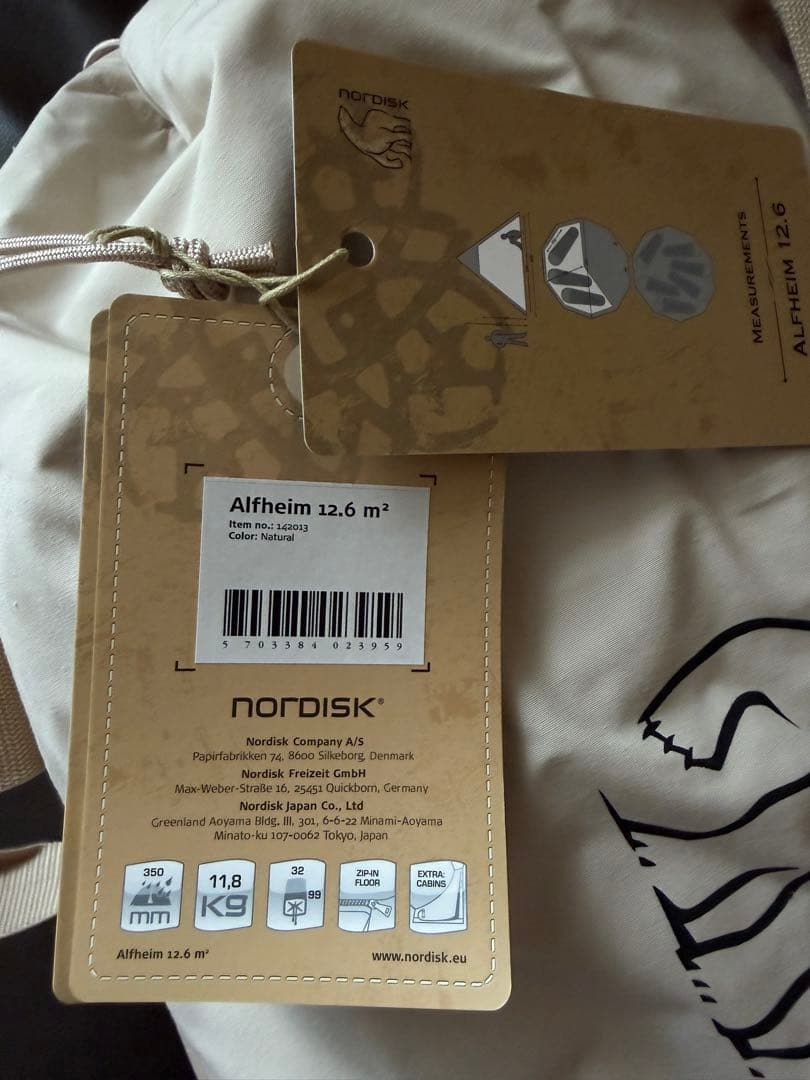 NORDISK
MEASUREMENTS
ALFHEIM 12.6
Alfheim 12.6 m²
Item no.: 142013
Color: Natural
5 703384 023959
NORDISK®
Nordisk Company A/S
Papirfabrikken 74, 8600 Silkeborg, Denmark
Nordisk Freizeit GmbH
Max-Weber-Straße 16, 25451 Quickborn, Germany
Nordisk Japan Co., Ltd
Greenland Aoyama Bldg. III, 301, 6-6-22 Minami-Aoyama
Minato-ku 107-0062 Tokyo, Japan
350
mm
11,8
Kg
32
99
ZIP-IN
FLOOR
EXTRA:
CABINS
Alfheim 12.6 m²
www.nordisk.eu